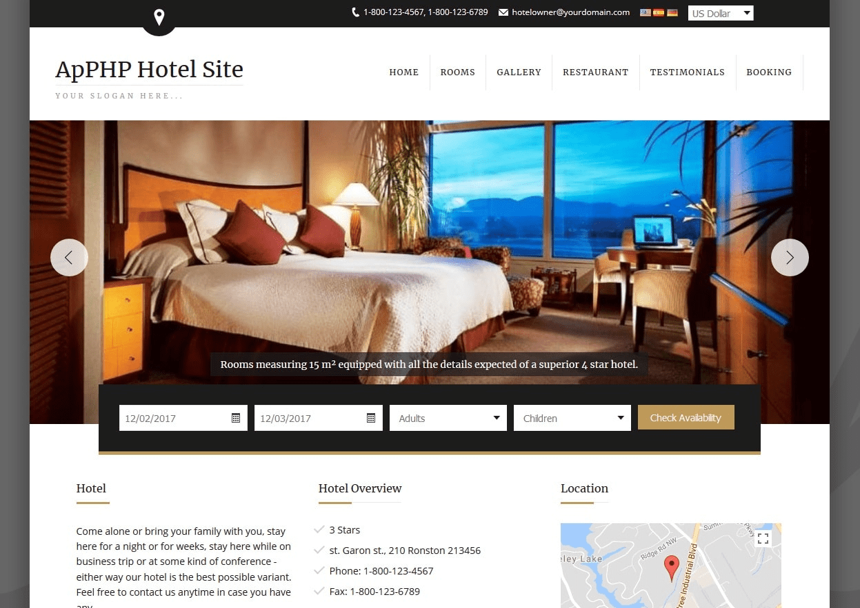 1-800-123-4567, 1-800-123-6789 hotelowner@yourdomain.com US Dollar
ApPHP Hotel Site
YOUR SLOGAN HERE...
HOME ROOMS GALLERY RESTAURANT TESTIMONIALS BOOKING
Rooms measuring 15 m² equipped with all the details expected of a superior 4 star hotel.
12/02/2017 12/03/2017 Adults Children Check Availability
Hotel
Come alone or bring your family with you, stay
here for a night or for weeks, stay here while on
business trip or at some kind of conference -
either way our hotel is the best possible variant.
Feel free to contact us anytime in case you have
any
Hotel Overview
3 Stars
st. Garon st., 210 Ronston 213456
Phone: 1-800-123-4567
Fax: 1-800-123-6789
Location
Ridge Rd NW
eley Lake
ree Industrial Blvd